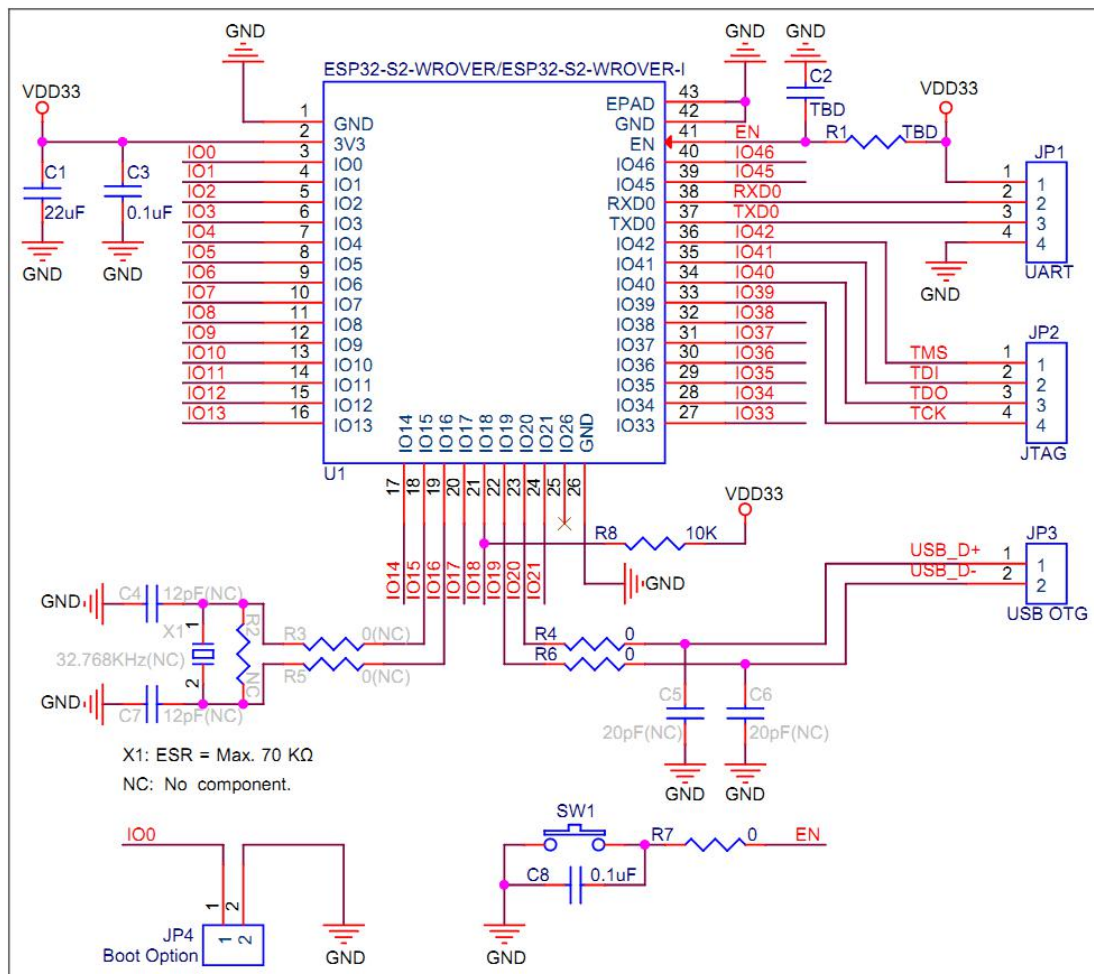 GND
GND
GND
ESP32-S2-WROVER/ESP32-S2-WROVER-I
VDD33
C2
TBD
VDD33
1 GND
2 3V3
IO0 3 IO0
IO1 4 IO1
IO2 5 IO2
IO3 6 IO3
IO4 7 IO4
IO5 8 IO5
IO6 9 IO6
IO7 10 IO7
IO8 11 IO8
IO9 12 IO9
IO10 13 IO10
IO11 14 IO11
IO12 15 IO12
IO13 16 IO13
EPAD 43
GND 42
EN 41 EN
IO46 40 IO46
IO45 39 IO45
RXD0 38 RXD0
TXD0 37 TXD0
IO42 36 IO42
IO41 35 IO41
IO40 34 IO40
IO39 33 IO39
IO38 32 IO38
IO37 31 IO37
IO36 30 IO36
IO35 29 IO35
IO34 28 IO34
IO33 27 IO33
R1 TBD
C1
22uF
GND
C3
0.1uF
GND
JP1
1 1
2 2
3 3
4 4
UART
GND
JP2
TMS 1 1
TDI 2 2
TDO 3 3
TCK 4 4
JTAG
IO14 IO15 IO16 IO17 IO18 IO19 IO20 IO21 IO26 GND
U1
17 18 19 20 21 22 23 24 25 26
IO14 IO15 IO16 IO17 IO18 IO19 IO20 IO21
VDD33
R8 10K
GND
JP3
USB_D+ 1 1
USB_D- 2 2
USB OTG
GND C4 12pF(NC)
X1 1
32.768KHz(NC)
2
R2
NC
R3 0(NC)
R5 0(NC)
GND C7 12pF(NC)
R4 0
R6 0
C5
20pF(NC)
GND
C6
20pF(NC)
GND
X1: ESR = Max. 70 KΩ
NC: No component.
IO0
1 2
1 2
JP4
Boot Option
GND
SW1
R7 0 EN
C8 0.1uF
GND